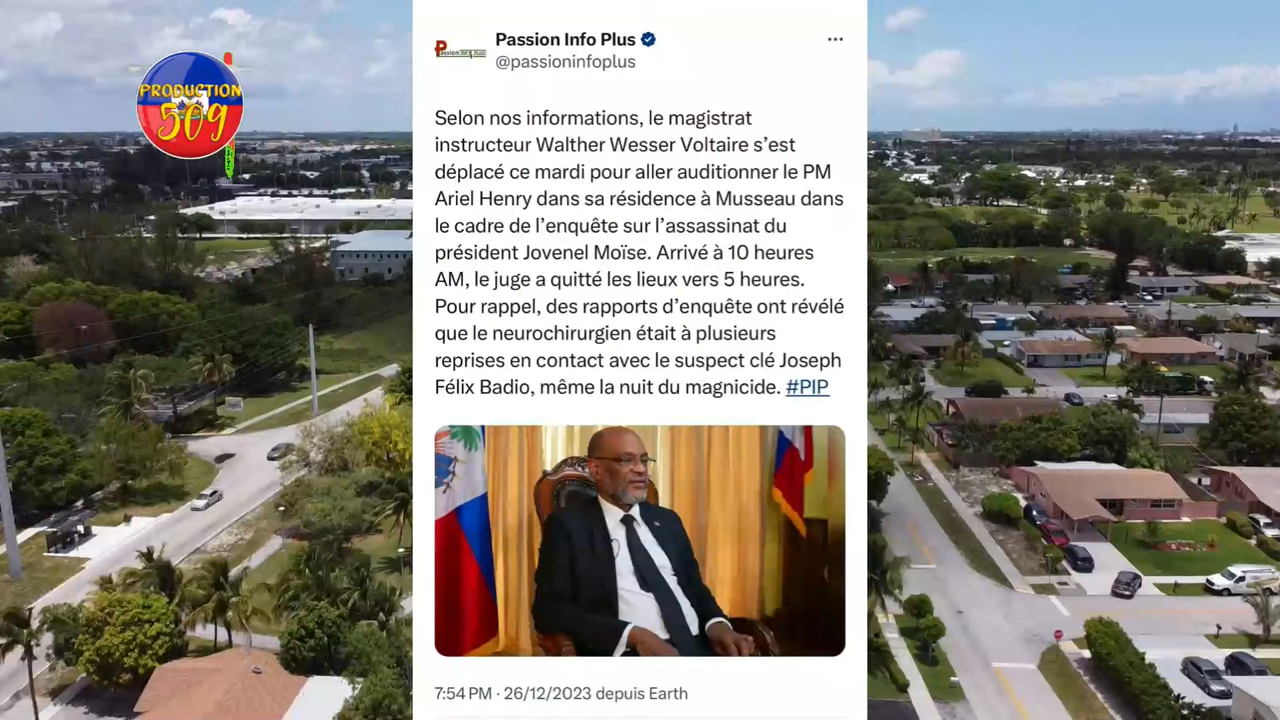 PRODUCTION
509
Passion Info Plus
@passioninfoplus
Selon nos informations, le magistrat
instructeur Walther Wesser Voltaire s’est
déplacé ce mardi pour aller auditionner le PM
Ariel Henry dans sa résidence à Musseau dans
le cadre de l’enquête sur l’assassinat du
président Jovenel Moïse. Arrivé à 10 heures
AM, le juge a quitté les lieux vers 5 heures.
Pour rappel, des rapports d’enquête ont révélé
que le neurochirurgien était à plusieurs
reprises en contact avec le suspect clé Joseph
Félix Badio, même la nuit du magnicide. #PIP
7:54 PM · 26/12/2023 depuis Earth